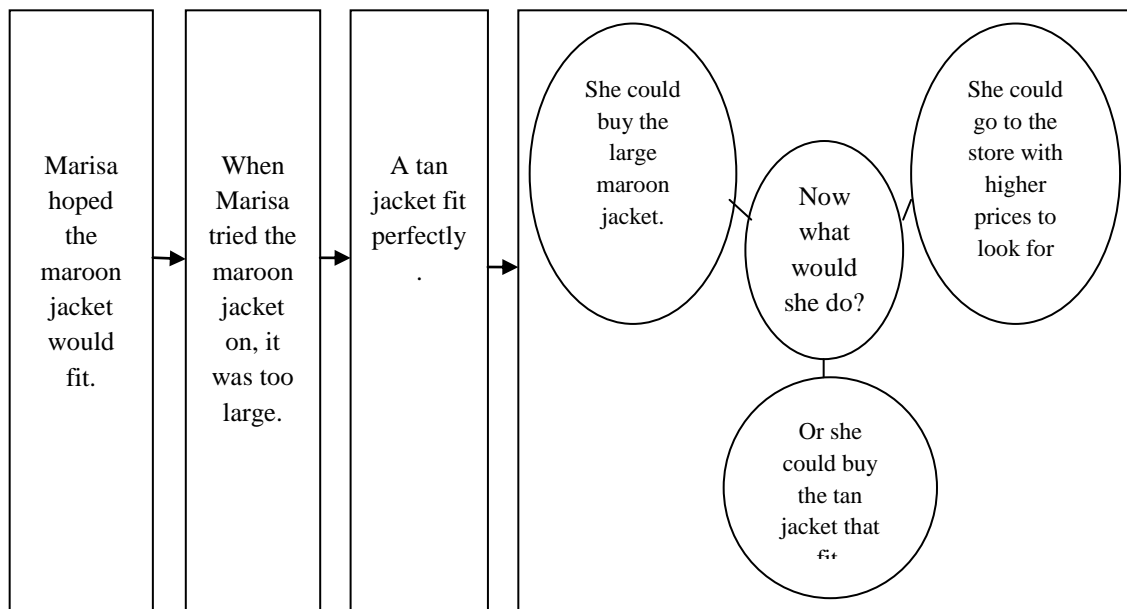 Marisa
hoped
the
maroon
jacket
would
fit.
When
Marisa
tried the
maroon
jacket
on, it
was too
large.
A tan
jacket fit
perfectly
.
She could
buy the
large
maroon
jacket.
Now
what
would
she do?
She could
go to the
store with
higher
prices to
look for
Or she
could buy
the tan
jacket that
fit